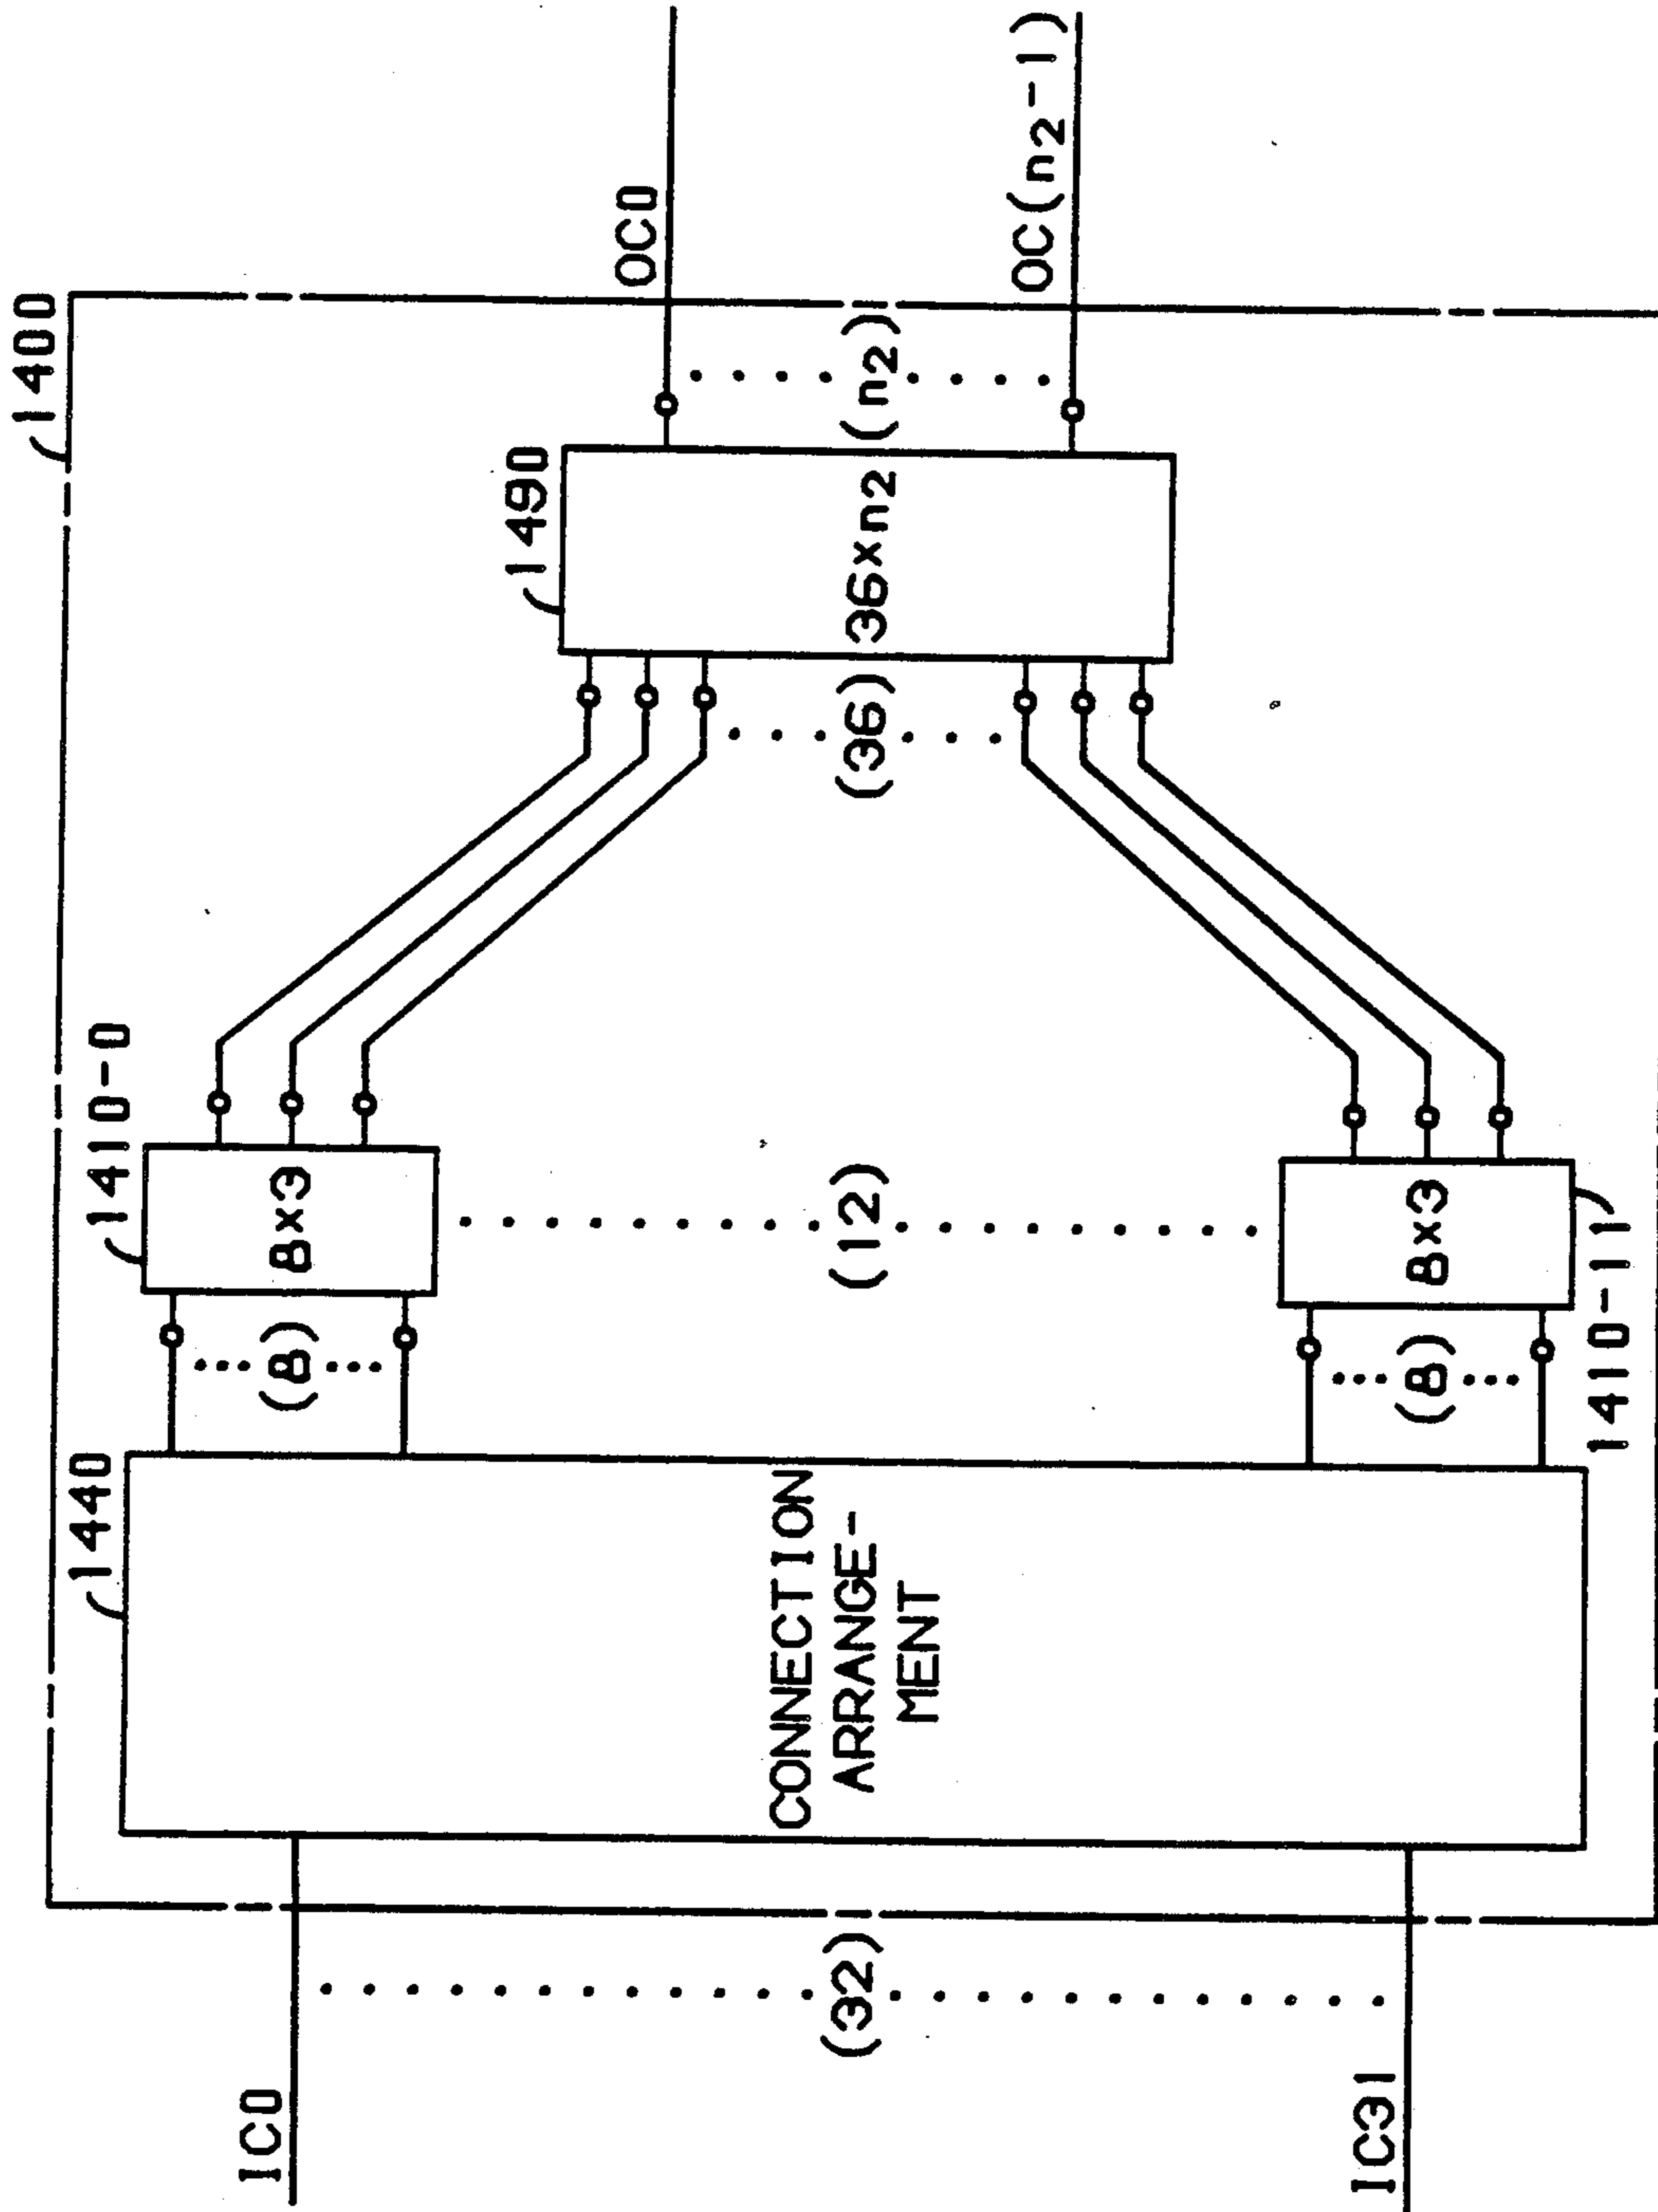 1400
1440
1410-0
1490
IC0
(8)
8x3
OC0
CONNECTION
ARRANGE-
MENT
(32)
(12)
(36)
36xn2
(n2)
IC31
(8)
8x3
OC(n2-1)
1410-11